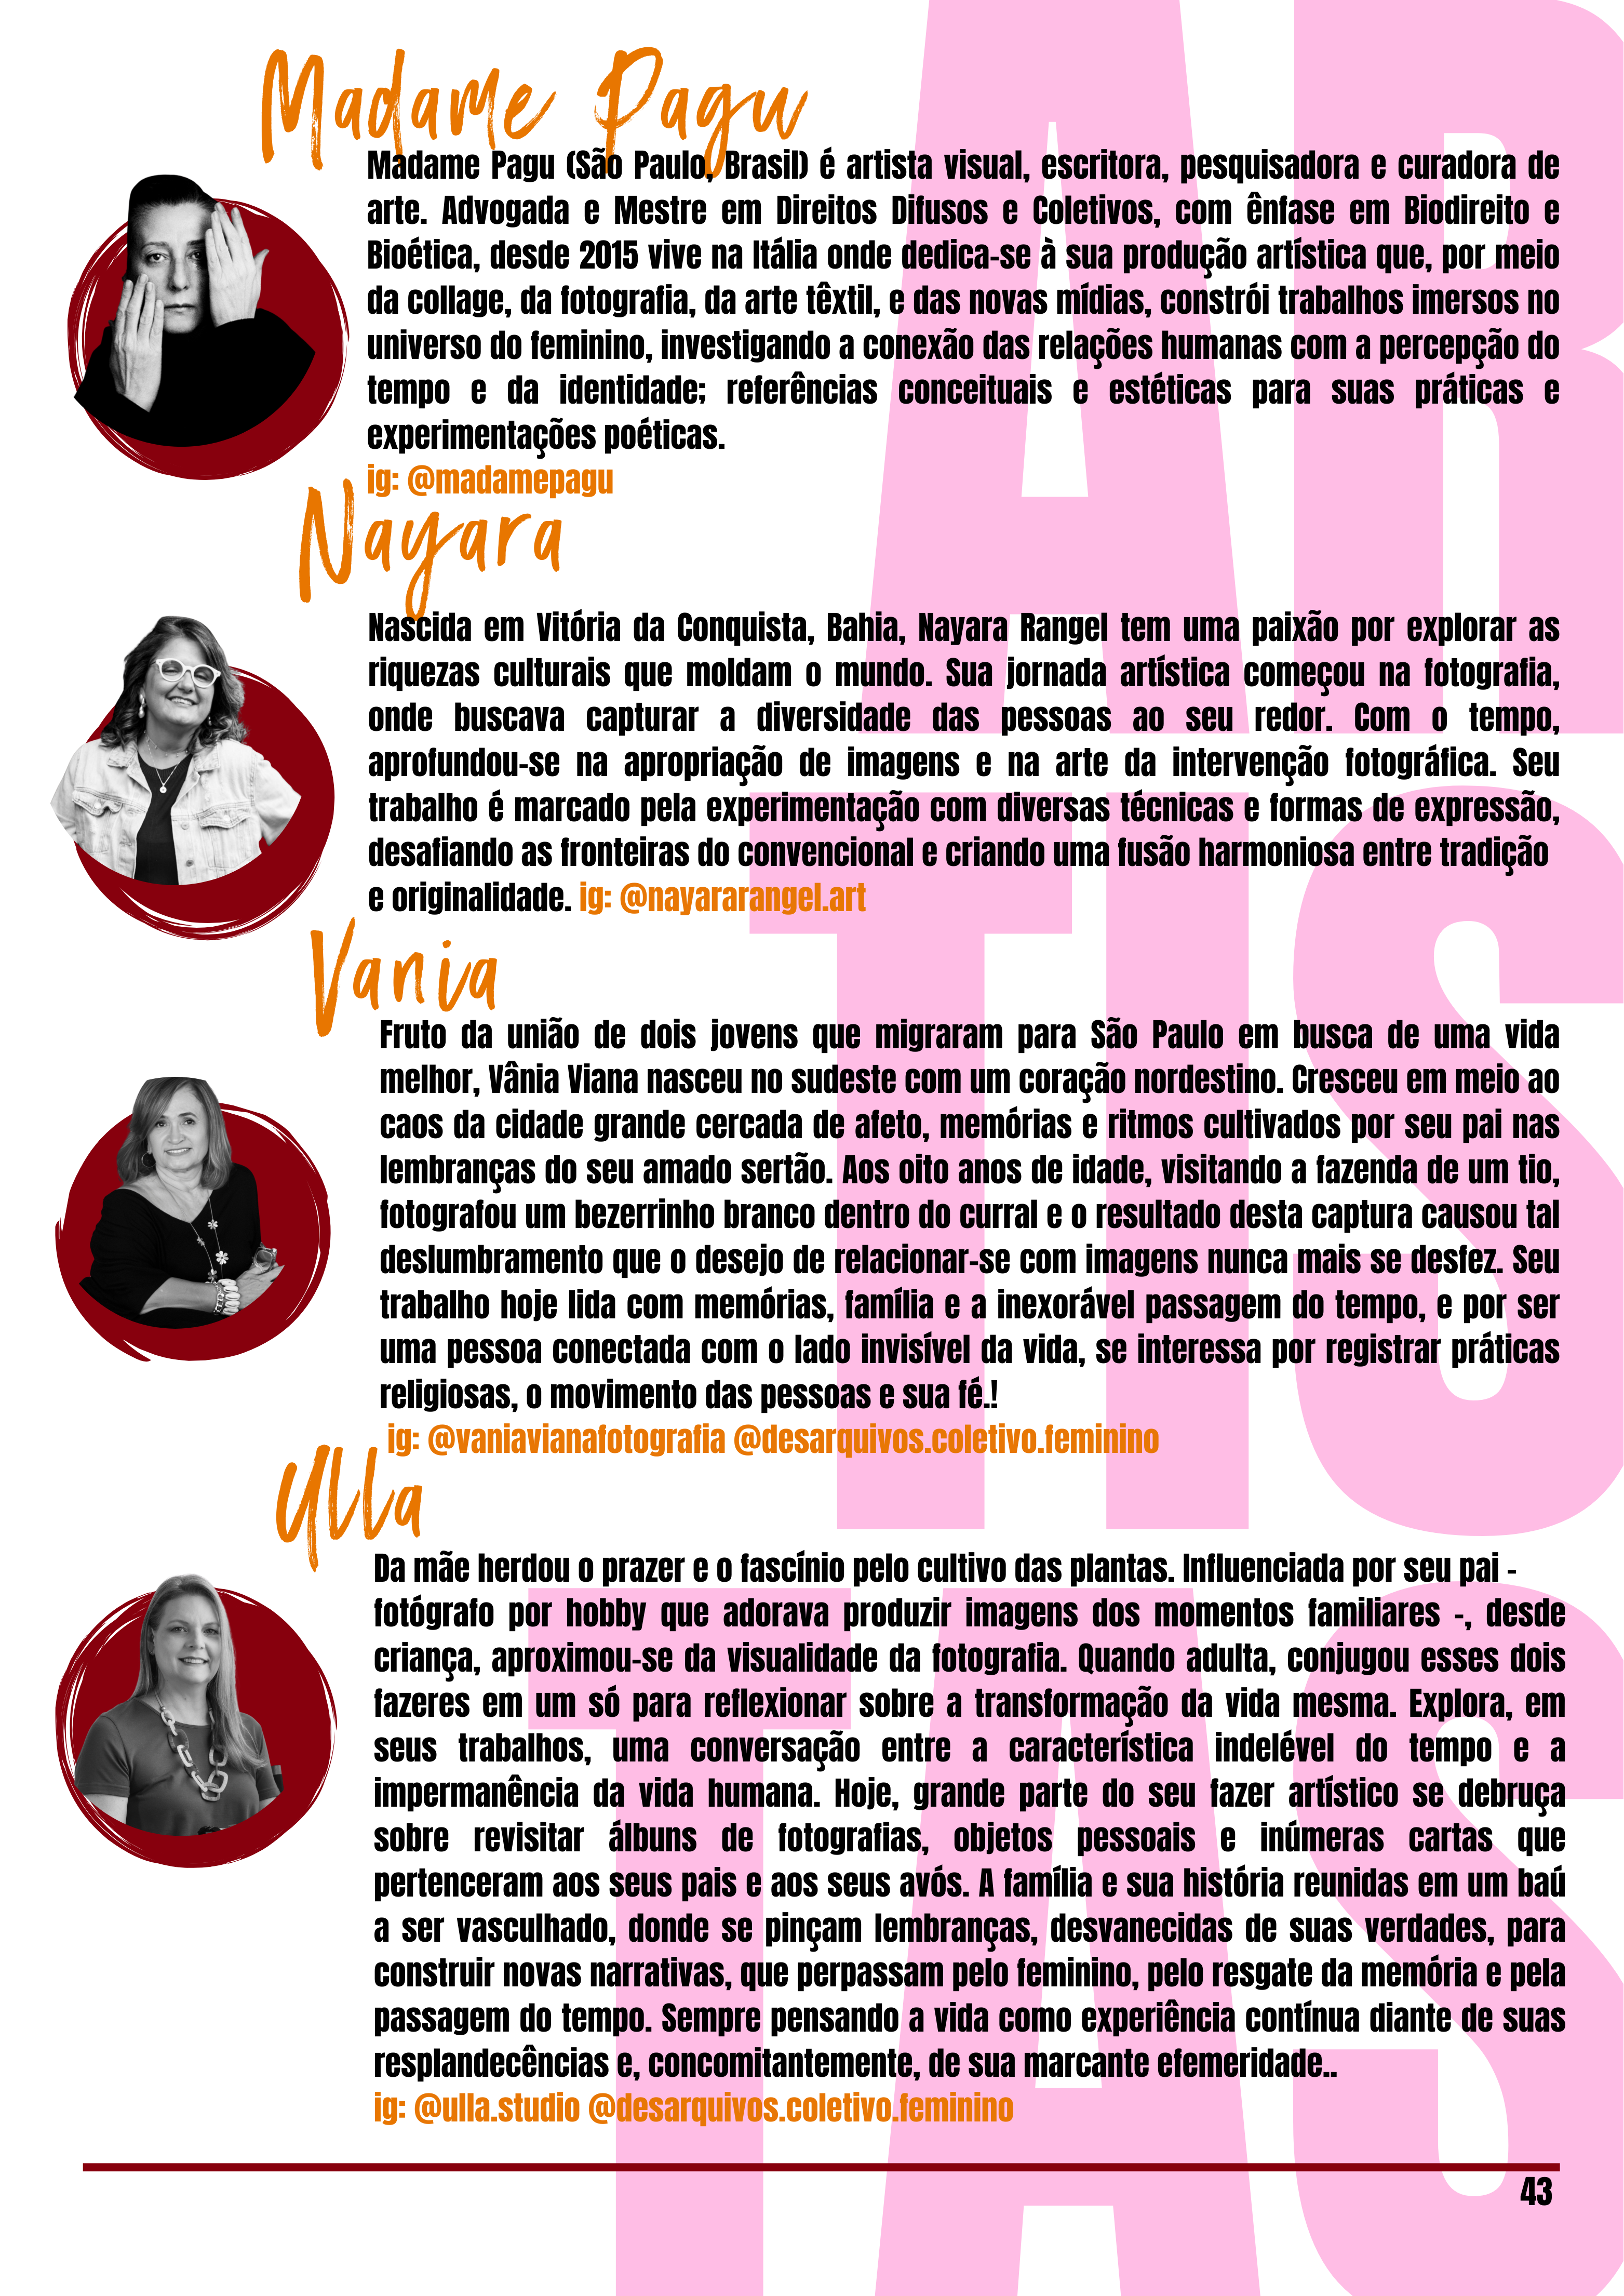 Madame Pagu
Madame Pagu (São Paulo, Brasil) é artista visual, escritora, pesquisadora e curadora de
arte. Advogada e Mestre em Direitos Difusos e Coletivos, com ênfase em Biodireito e
Bioética, desde 2015 vive na Itália onde dedica-se à sua produção artística que, por meio
da collage, da fotografia, da arte têxtil, e das novas mídias, constrói trabalhos imersos no
universo do feminino, investigando a conexão das relações humanas com a percepção do
tempo e da identidade; referências conceituais e estéticas para suas práticas e
experimentações poéticas.
ig: @madamepagu
Nayara
Nascida em Vitória da Conquista, Bahia, Nayara Rangel tem uma paixão por explorar as
riquezas culturais que moldam o mundo. Sua jornada artística começou na fotografia,
onde buscava capturar a diversidade das pessoas ao seu redor. Com o tempo,
aprofundou-se na apropriação de imagens e na arte da intervenção fotográfica. Seu
trabalho é marcado pela experimentação com diversas técnicas e formas de expressão,
desafiando as fronteiras do convencional e criando uma fusão harmoniosa entre tradição
e originalidade. ig: @nayararangel.art
Vania
Fruto da união de dois jovens que migraram para São Paulo em busca de uma vida
melhor, Vânia Viana nasceu no sudeste com um coração nordestino. Cresceu em meio ao
caos da cidade grande cercada de afeto, memórias e ritmos cultivados por seu pai nas
lembranças do seu amado sertão. Aos oito anos de idade, visitando a fazenda de um tio,
fotografou um bezerrinho branco dentro do curral e o resultado desta captura causou tal
deslumbramento que o desejo de relacionar-se com imagens nunca mais se desfez. Seu
trabalho hoje lida com memórias, família e a inexorável passagem do tempo, e por ser
uma pessoa conectada com o lado invisível da vida, se interessa por registrar práticas
religiosas, o movimento das pessoas e sua fé.!
ig: @vaniavianafotografia @desarquivos.coletivo.feminino
Ulla
Da mãe herdou o prazer e o fascínio pelo cultivo das plantas. Influenciada por seu pai -
fotógrafo por hobby que adorava produzir imagens dos momentos familiares -, desde
criança, aproximou-se da visualidade da fotografia. Quando adulta, conjugou esses dois
fazeres em um só para reflexionar sobre a transformação da vida mesma. Explora, em
seus trabalhos, uma conversação entre a característica indelével do tempo e a
impermanência da vida humana. Hoje, grande parte do seu fazer artístico se debruça
sobre revisitar álbuns de fotografias, objetos pessoais e inúmeras cartas que
pertenceram aos seus pais e aos seus avós. A família e sua história reunidas em um baú
a ser vasculhado, donde se pinçam lembranças, desvanecidas de suas verdades, para
construir novas narrativas, que perpassam pelo feminino, pelo resgate da memória e pela
passagem do tempo. Sempre pensando a vida como experiência contínua diante de suas
resplandecências e, concomitantemente, de sua marcante efemeridade..
ig: @ulla.studio @desarquivos.coletivo.feminino
43
AR
TIS
TAS